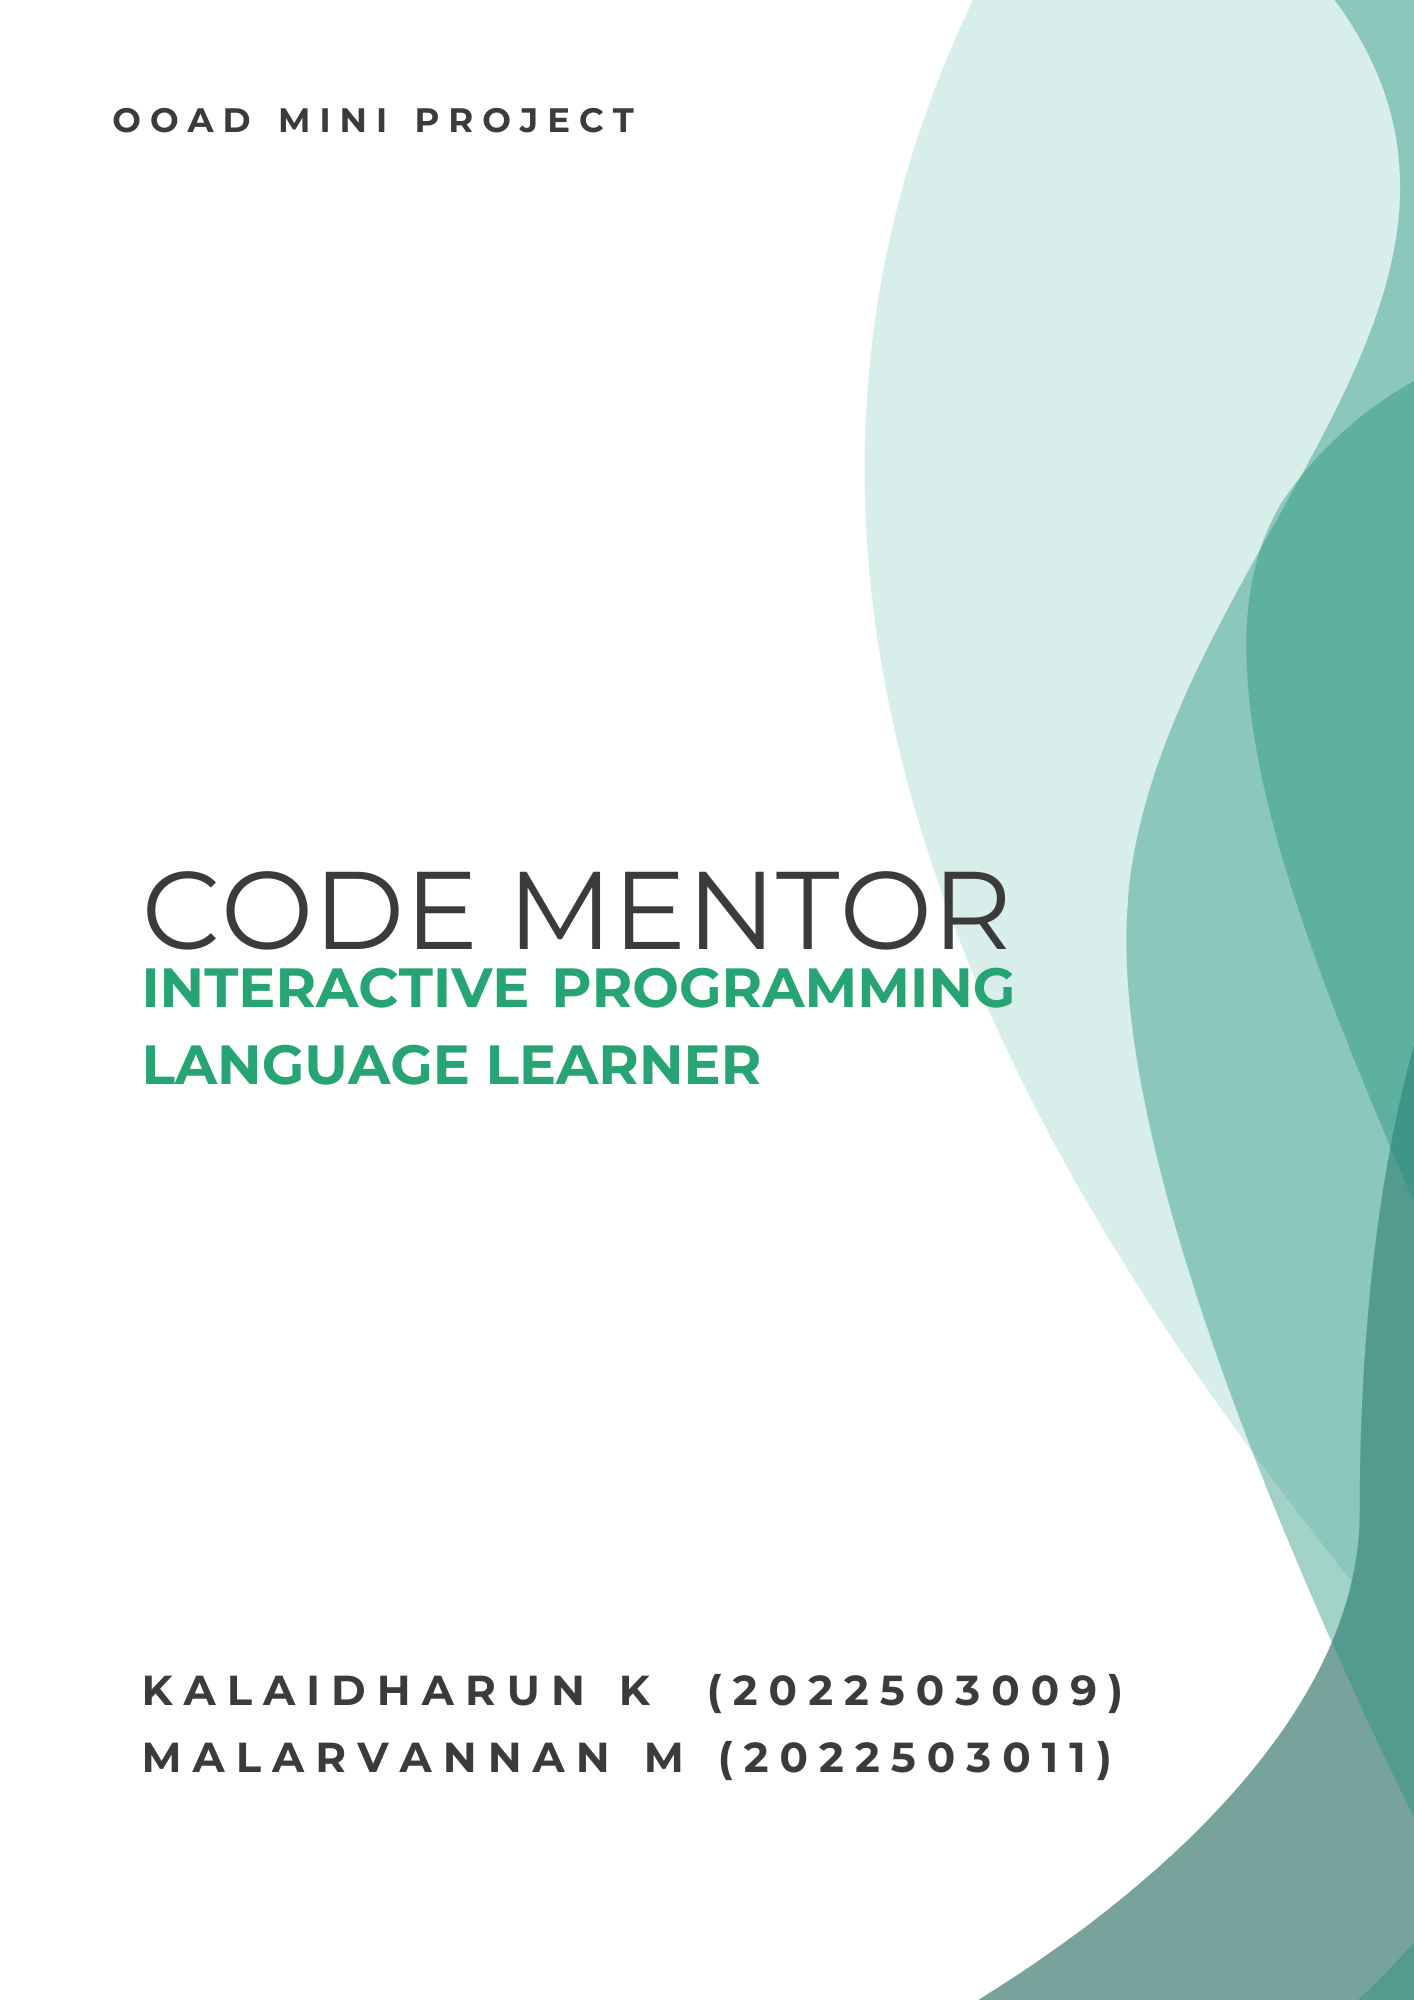 OOAD MINI PROJECT
CODE MENTOR
INTERACTIVE PROGRAMMING
LANGUAGE LEARNER
KALAIDHARUN K (2022503009)
MALARVANNAN M (2022503011)